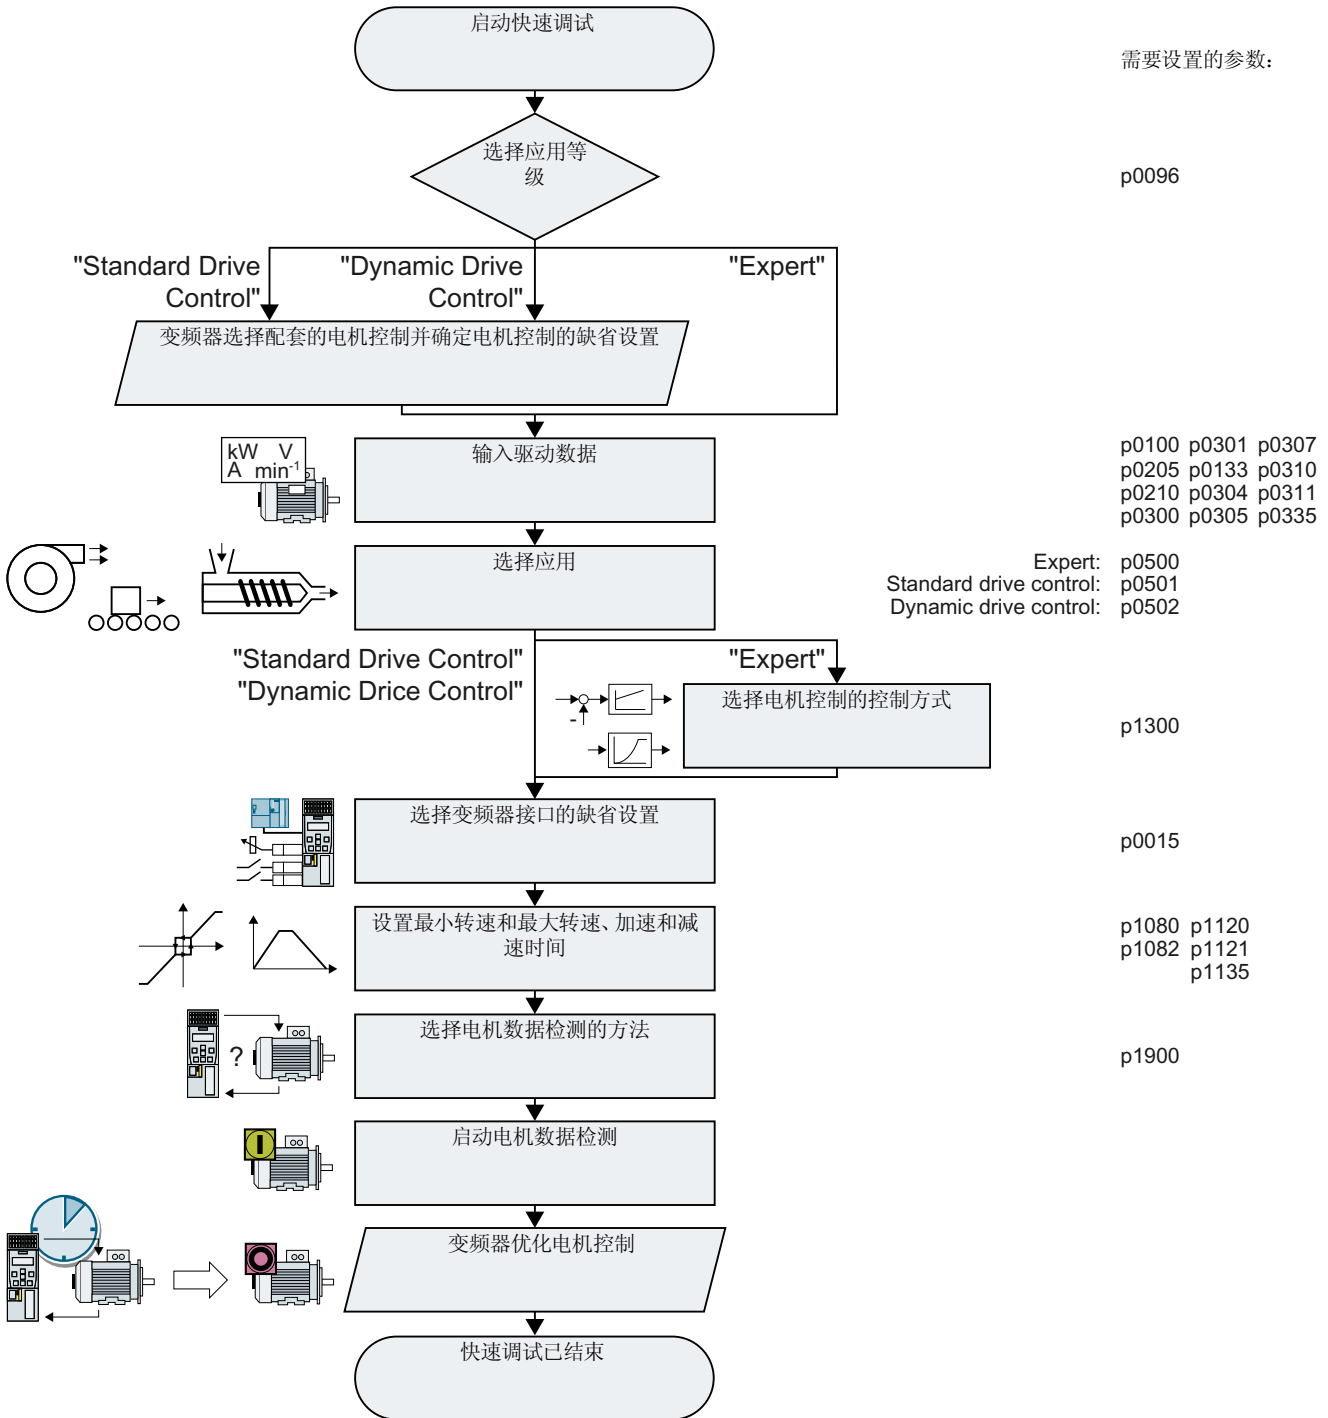 启动快速调试
需要设置的参数:
选择应用等
级
p0096
"Standard Drive
Control"
"Dynamic Drive
Control"
"Expert"
变频器选择配套的电机控制并确定电机控制的缺省设置
kW V
A min-1
输入驱动数据
p0100 p0301 p0307
p0205 p0133 p0310
p0210 p0304 p0311
p0300 p0305 p0335
选择应用
Expert: p0500
Standard drive control: p0501
Dynamic drive control: p0502
"Standard Drive Control"
"Dynamic Drice Control"
"Expert"
选择电机控制的控制方式
-
p1300
选择变频器接口的缺省设置
p0015
设置最小转速和最大转速、加速和减
速时间
p1080 p1120
p1082 p1121
p1135
选择电机数据检测的方法
?
p1900
启动电机数据检测
变频器优化电机控制
快速调试已结束